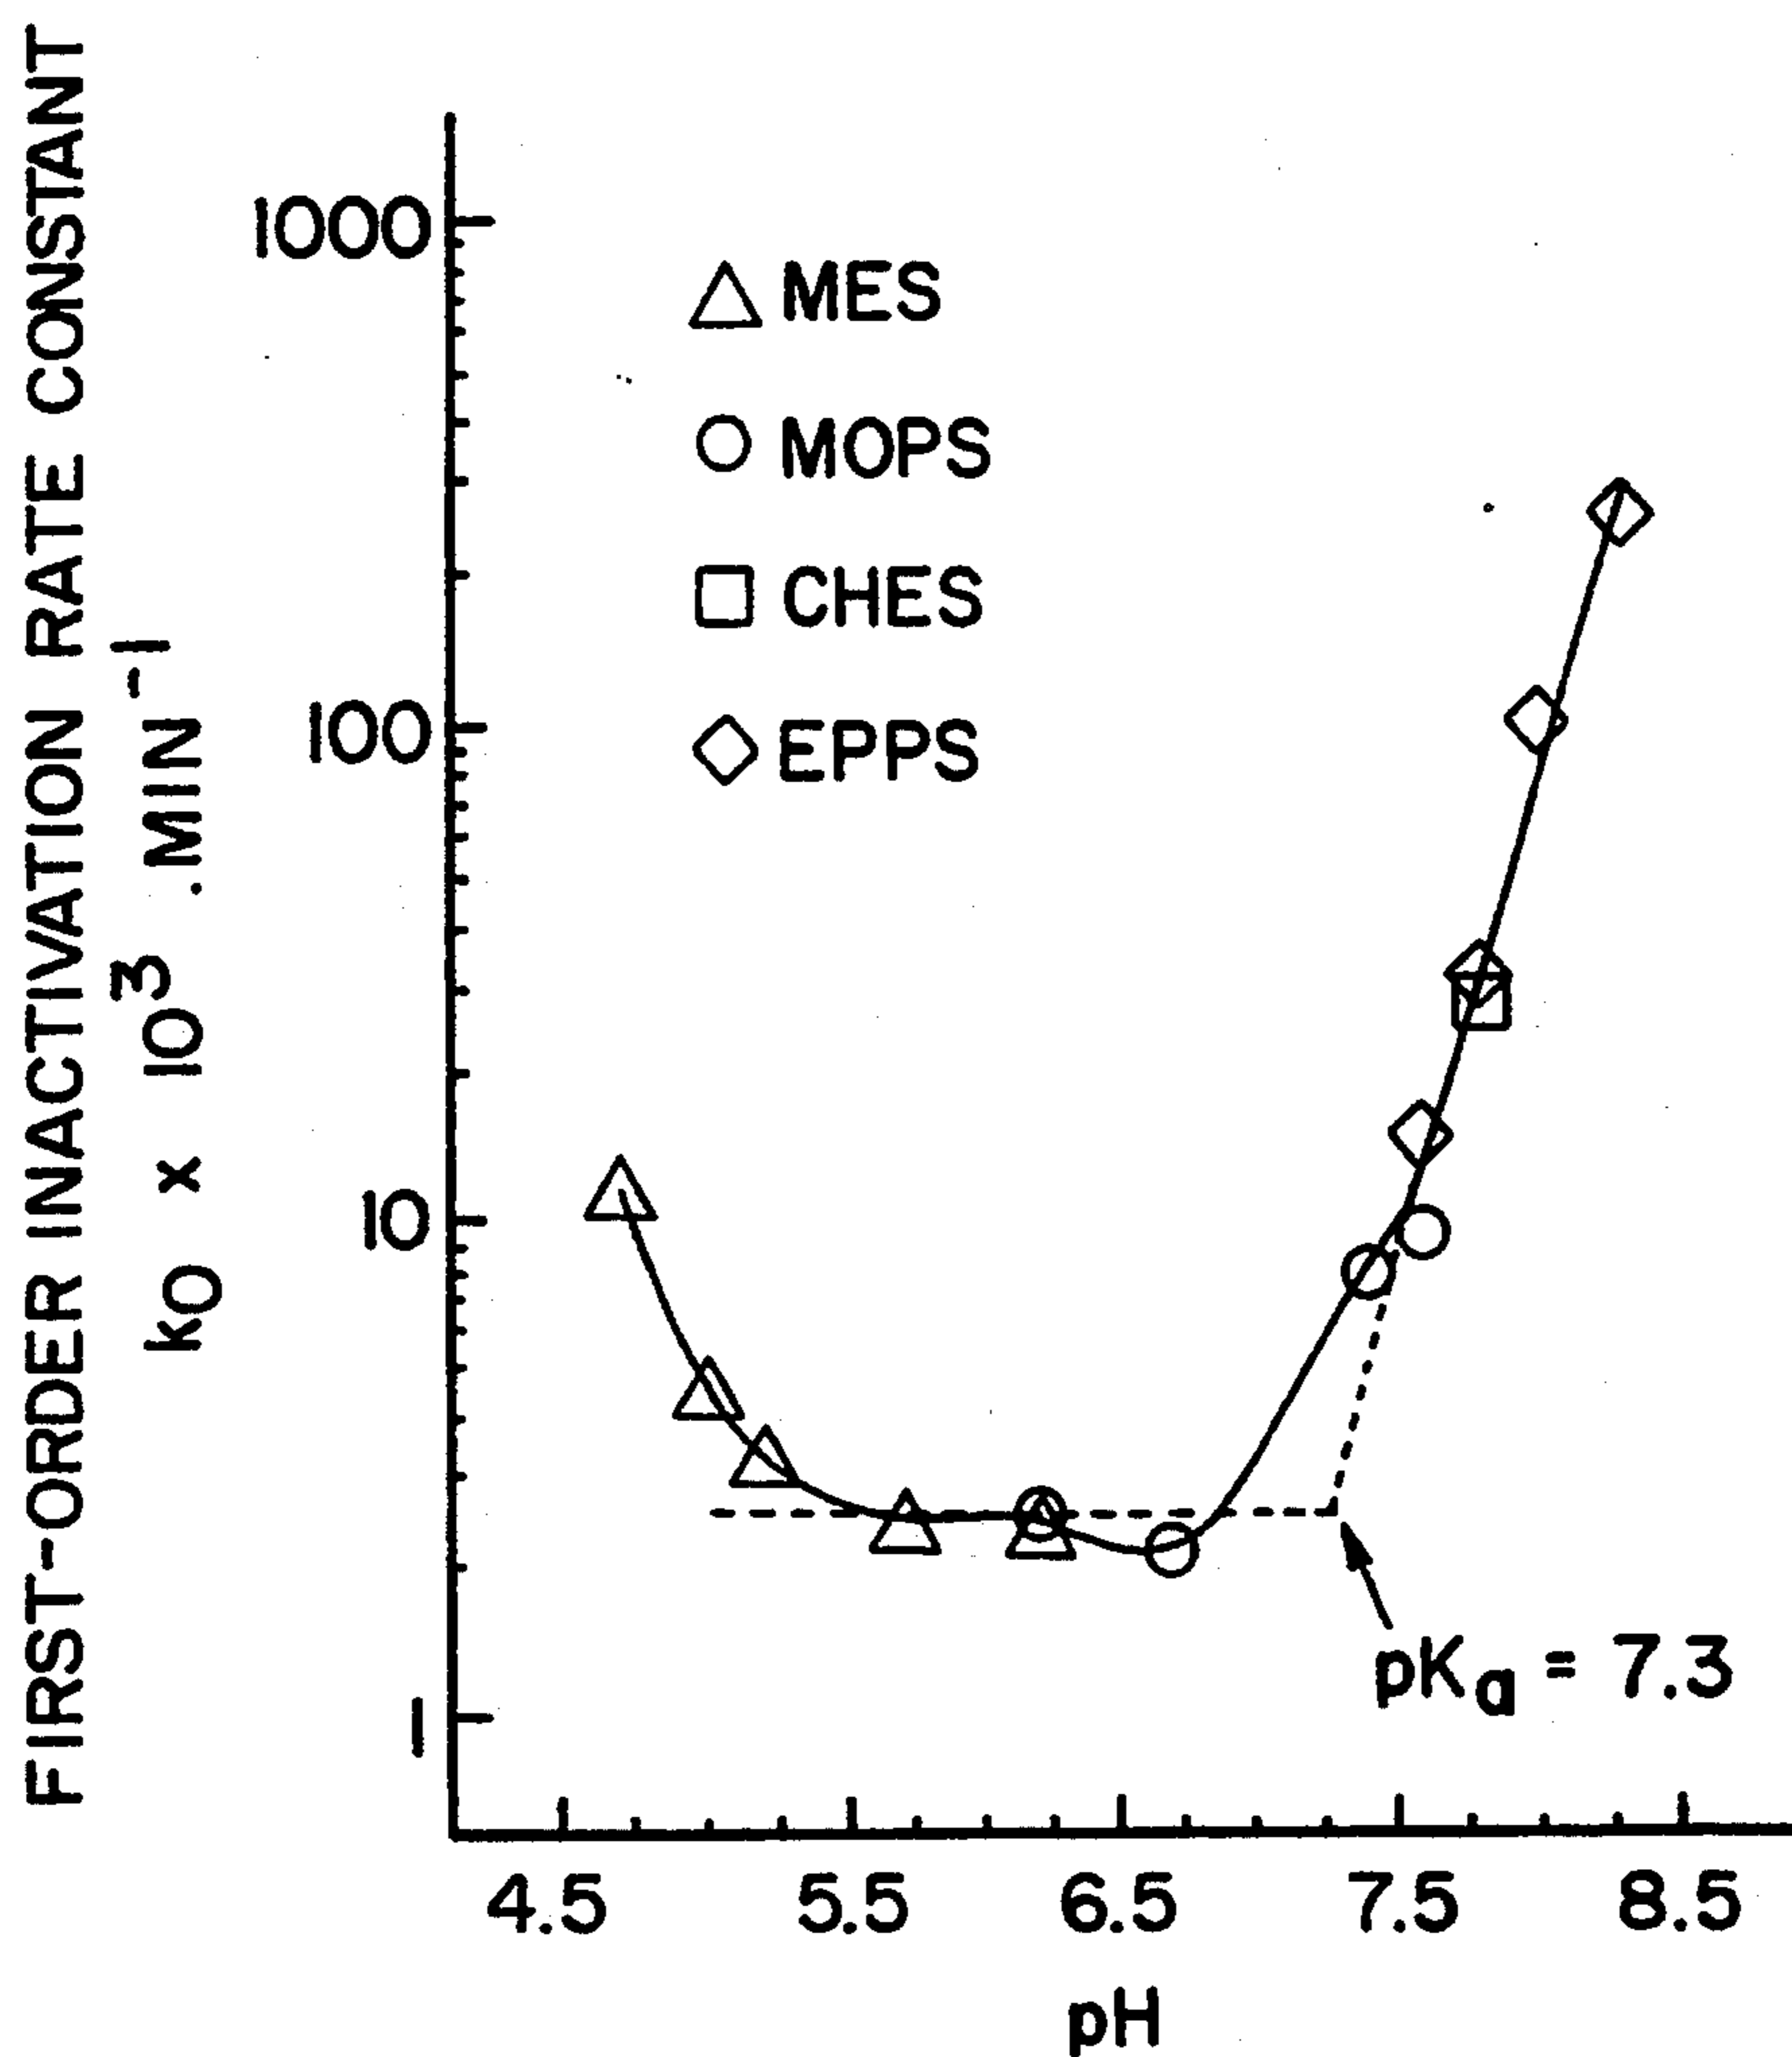 FIRST-ORDER INACTIVATION RATE CONSTANT
kO x 10³ .MIN⁻¹
1000
100
10
1
MES
MOPS
CHES
EPPS
pKa = 7.3
4.5 5.5 6.5 7.5 8.5
pH